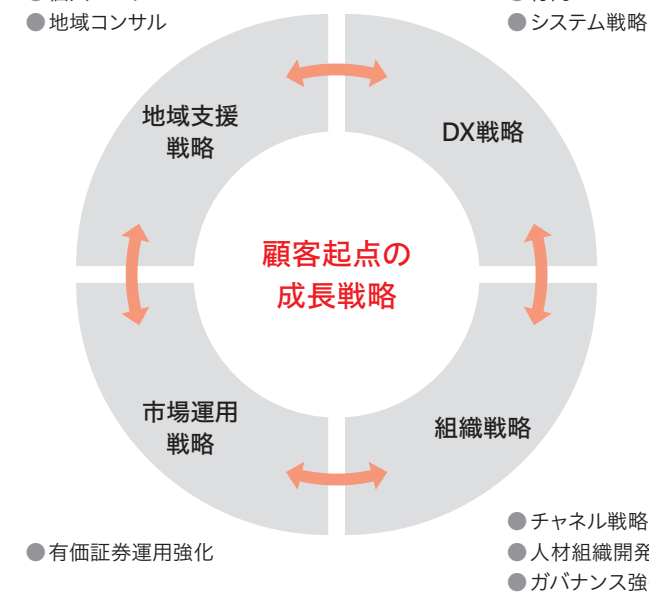 ●地域コンサル
●システム戦略
地域支援
戦略
DX戦略
顧客起点の
成長戦略
市場運用
戦略
組織戦略
●有価証券運用強化
●チャネル戦略
●人材組織開発
●ガバナンス強